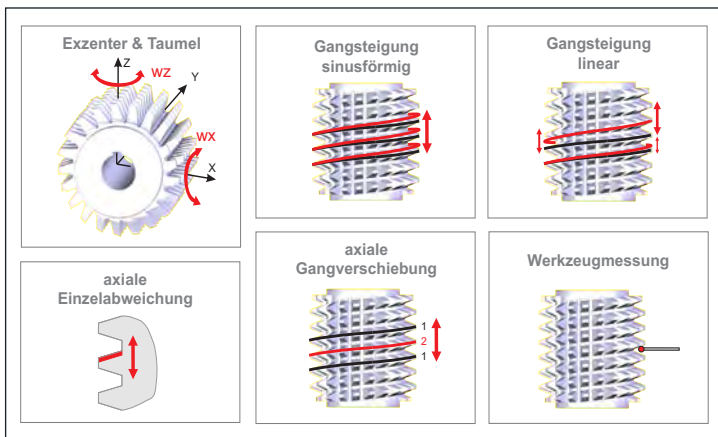 Exzenter & Taumel
Z
WZ
Y
WX
X
Gangsteigung
sinusförmig
Gangsteigung
linear
axiale
Einzelabweichung
axiale
Gangverschiebung
1
2
1
Werkzeugmessung